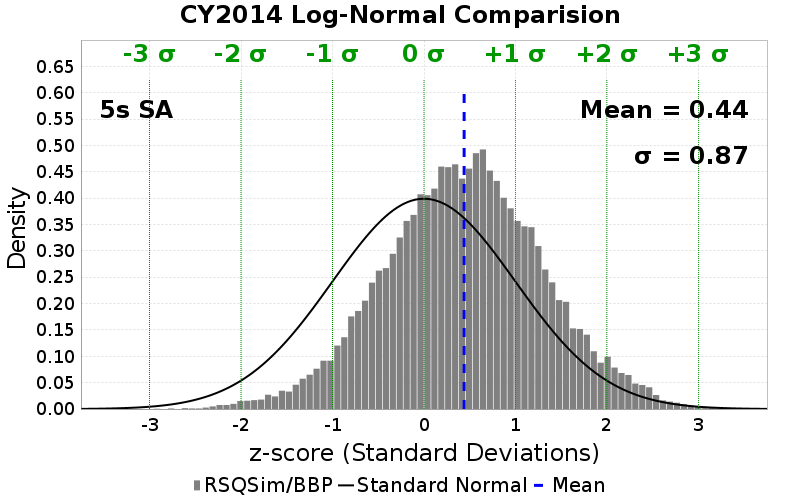 CY2014 Log-Normal Comparision
-3 σ -2 σ -1 σ 0 σ +1 σ +2 σ +3 σ
5s SA
Mean = 0.44
σ = 0.87
Density
0.65
0.60
0.55
0.50
0.45
0.40
0.35
0.30
0.25
0.20
0.15
0.10
0.05
0.00
-3 -2 -1 0 1 2 3
z-score (Standard Deviations)
RSQSim/BBP Standard Normal Mean